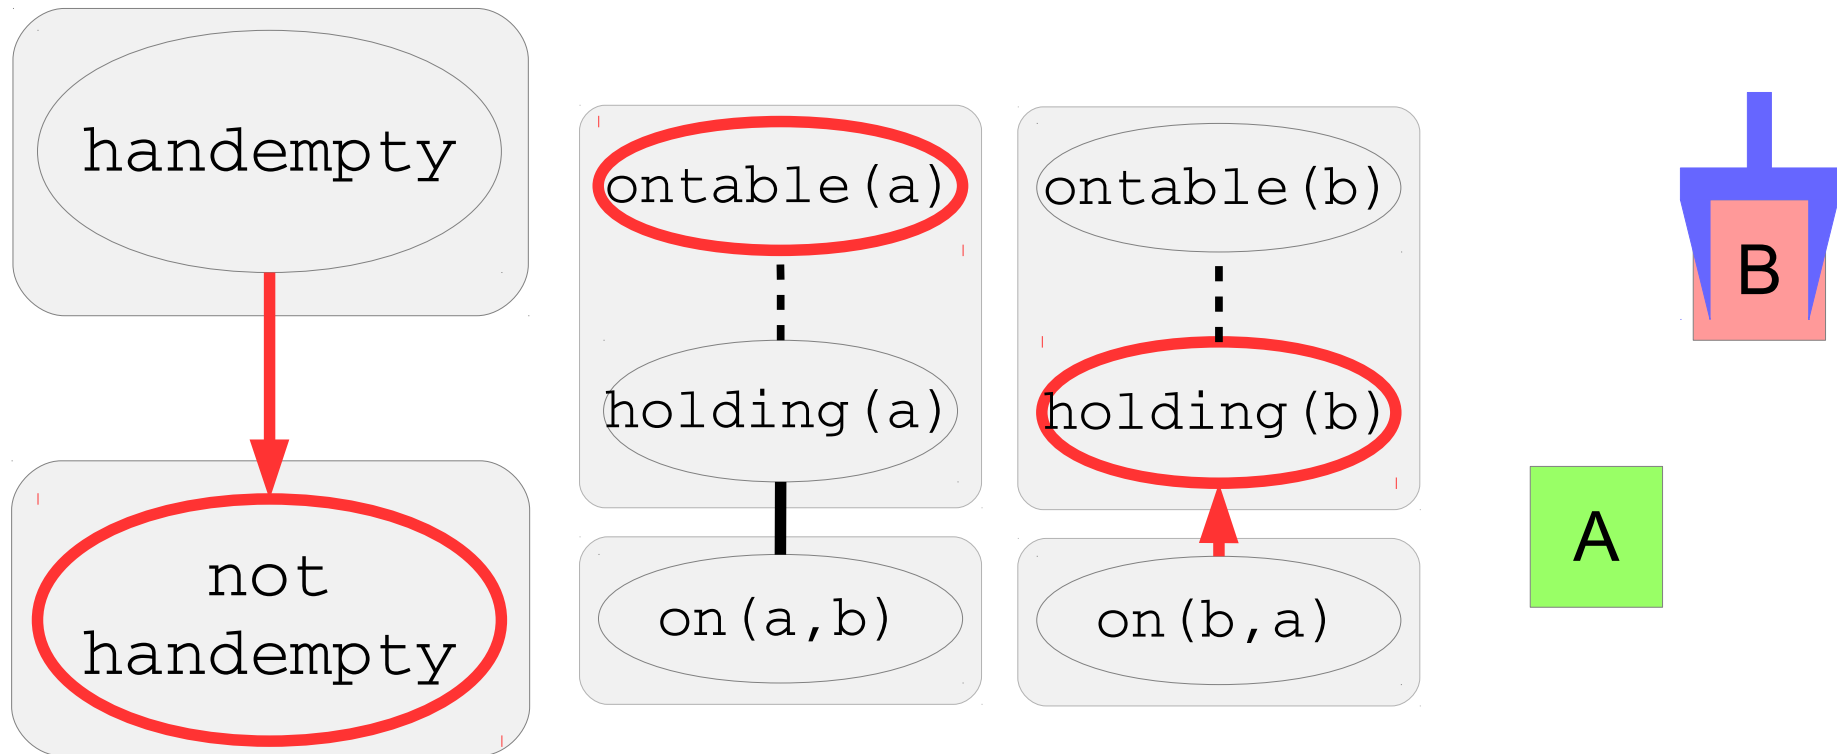 handempty
not
handempty
ontable(a)
holding(a)
on(a,b)
ontable(b)
holding(b)
on(b,a)
B
A